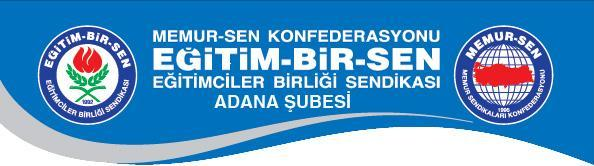 EĞİTİM-BİR-SEN
1992
EĞİTİMCİLER BİRLİĞİ SENDİKASI
MEMUR-SEN KONFEDERASYONU
EĞİTİM-BİR-SEN
EĞİTİMCİLER BİRLİĞİ SENDİKASI
ADANA ŞUBESİ
MEMUR-SEN
1995
MEMUR SENDİKALARI KONFEDERASYONU